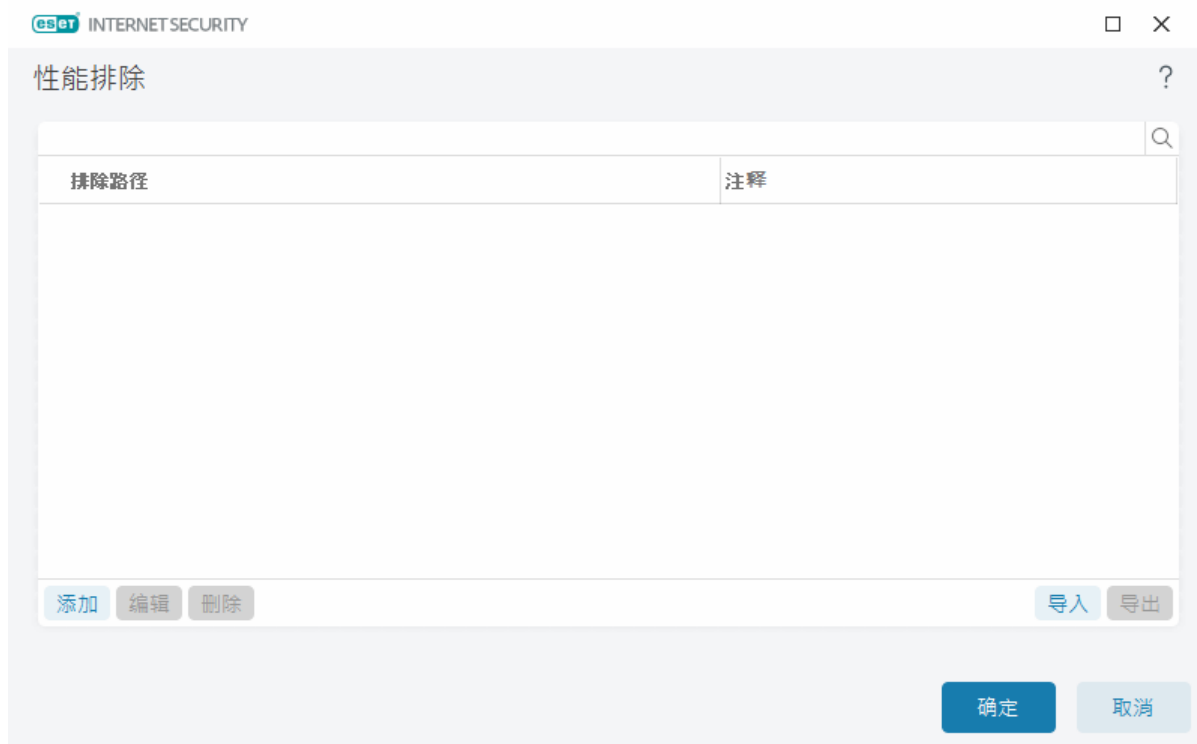 eset INTERNET SECURITY
性能排除
?
排除路径 注释
添加 编辑 删除 导入 导出
确定 取消